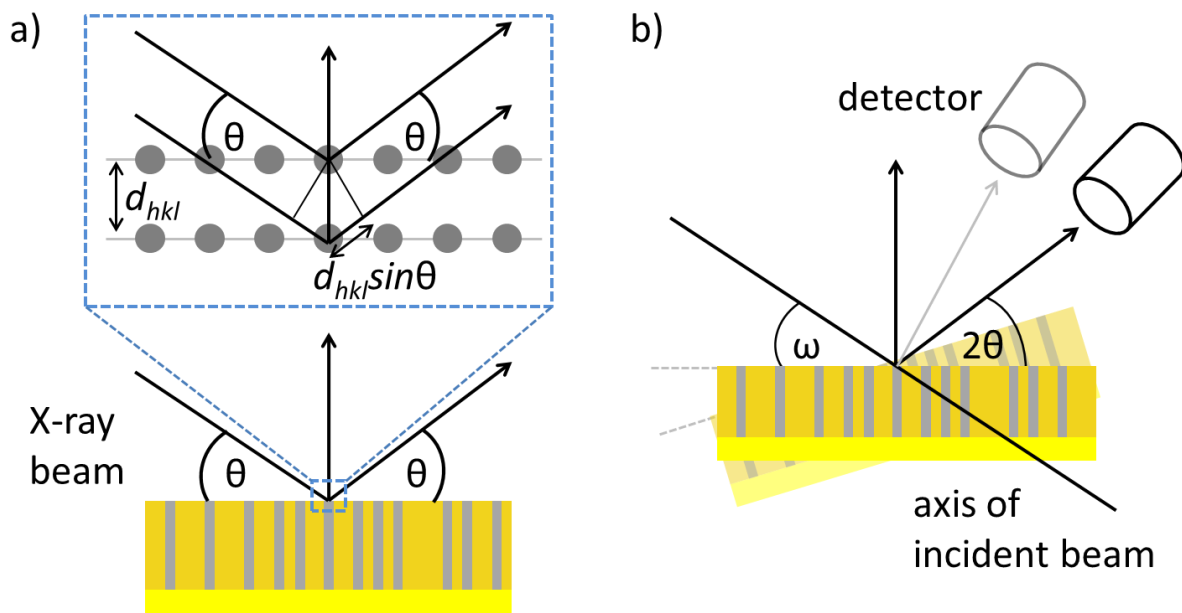 a)
θ
θ
d_hkl
d_hkl sinθ
X-ray
beam
θ
θ
b)
detector
ω
2θ
axis of
incident beam